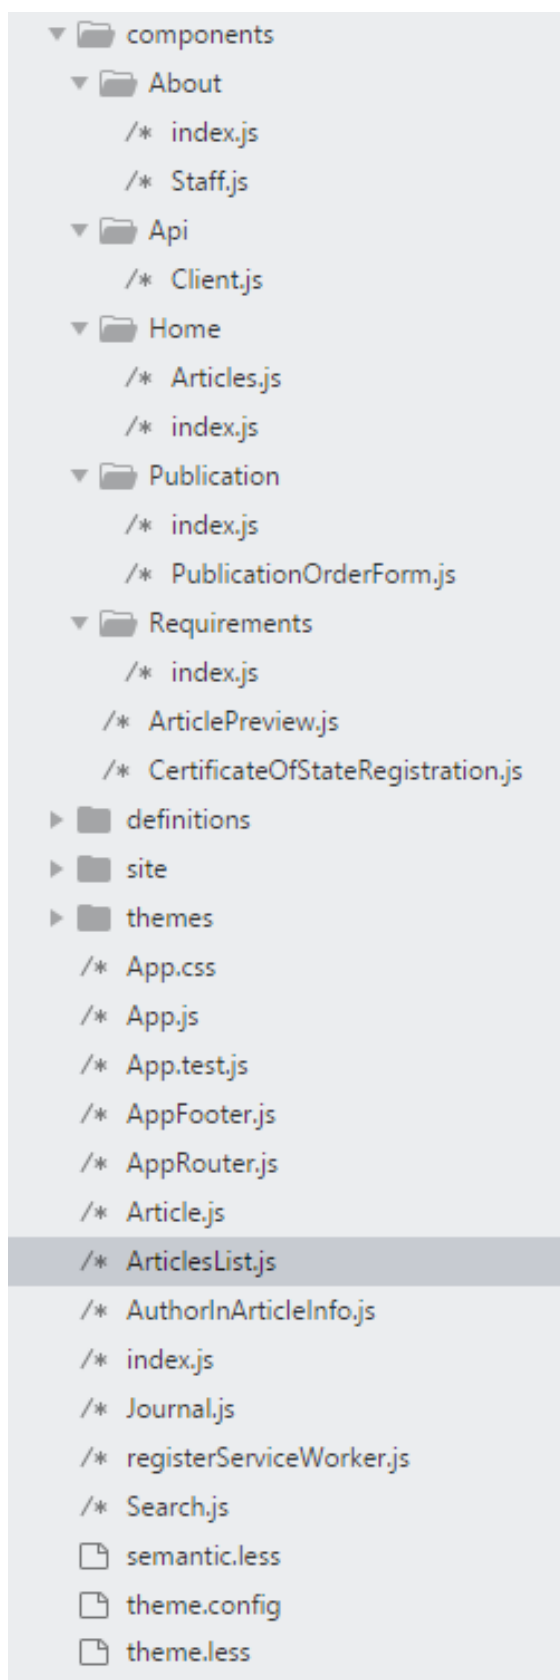 components
About
/* index.js
/* Staff.js
Api
/* Client.js
Home
/* Articles.js
/* index.js
Publication
/* index.js
/* PublicationOrderForm.js
Requirements
/* index.js
/* ArticlePreview.js
/* CertificateOfStateRegistration.js
definitions
site
themes
/* App.css
/* App.js
/* App.test.js
/* AppFooter.js
/* AppRouter.js
/* Article.js
/* ArticlesList.js
/* AuthorInArticleInfo.js
/* index.js
/* Journal.js
/* registerServiceWorker.js
/* Search.js
semantic.less
theme.config
theme.less